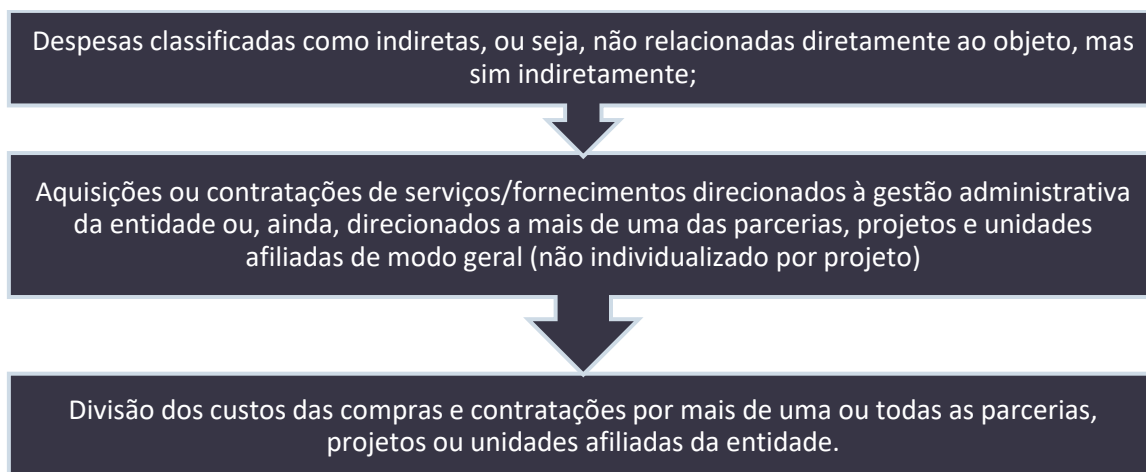 Despesas classificadas como indiretas, ou seja, não relacionadas diretamente ao objeto, mas
sim indiretamente;
Aquisições ou contratações de serviços/fornecimentos direcionados à gestão administrativa
da entidade ou, ainda, direcionados a mais de uma das parcerias, projetos e unidades
afiliadas de modo geral (não individualizado por projeto)
Divisão dos custos das compras e contratações por mais de uma ou todas as parcerias,
projetos ou unidades afiliadas da entidade.